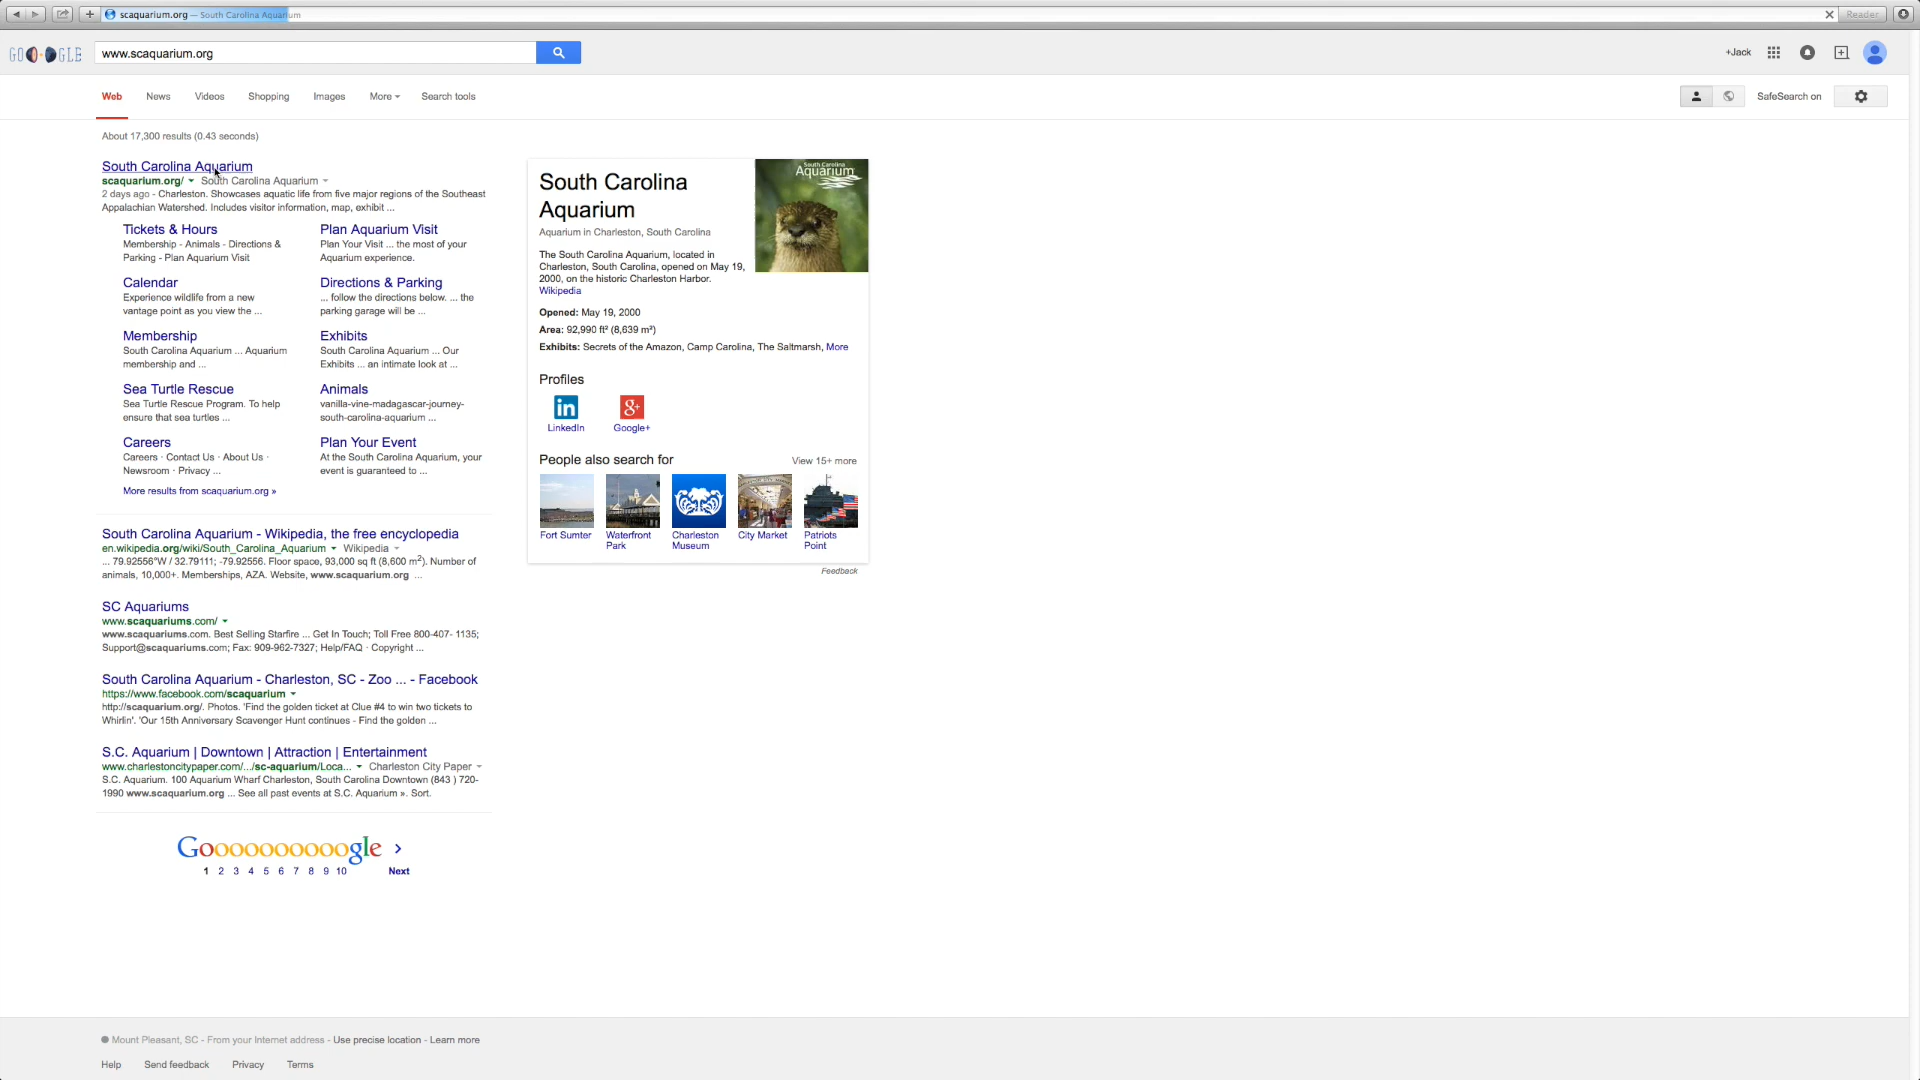 scaquarium.org — South Carolina Aquarium
Reader
GOOGLE
www.scaquarium.org
+Jack
Web News Videos Shopping Images More Search tools
SafeSearch on
About 17,300 results (0.43 seconds)
South Carolina Aquarium
scaquarium.org/ South Carolina Aquarium
2 days ago - Charleston. Showcases aquatic life from five major regions of the Southeast
Appalachian Watershed. Includes visitor information, map, exhibit ...
Tickets & Hours
Membership - Animals - Directions &
Parking - Plan Aquarium Visit
Plan Aquarium Visit
Plan Your Visit ... the most of your
Aquarium experience.
Calendar
Experience wildlife from a new
vantage point as you view the ...
Directions & Parking
... follow the directions below. ... the
parking garage will be ...
Membership
South Carolina Aquarium ... Aquarium
membership and ...
Exhibits
South Carolina Aquarium ... Our
Exhibits ... an intimate look at ...
Sea Turtle Rescue
Sea Turtle Rescue Program. To help
ensure that sea turtles ...
Animals
vanilla-vine-madagascar-journey-
south-carolina-aquarium ...
Careers
Careers · Contact Us · About Us ·
Newsroom · Privacy ...
Plan Your Event
At the South Carolina Aquarium, your
event is guaranteed to ...
More results from scaquarium.org »
South Carolina Aquarium - Wikipedia, the free encyclopedia
en.wikipedia.org/wiki/South_Carolina_Aquarium Wikipedia
... 79.92556°W / 32.79111; -79.92556. Floor space, 93,000 sq ft (8,600 m2). Number of
animals, 10,000+. Memberships, AZA. Website, www.scaquarium.org ...
SC Aquariums
www.scaquariums.com/
www.scaquariums.com. Best Selling Starfire ... Get In Touch; Toll Free 800-407- 1135;
Support@scaquariums.com; Fax: 909-962-7327; Help/FAQ · Copyright ...
South Carolina Aquarium - Charleston, SC - Zoo ... - Facebook
https://www.facebook.com/scaquarium
http://scaquarium.org/. Photos. 'Find the golden ticket at Clue #4 to win two tickets to
Whirlin'. 'Our 15th Anniversary Scavenger Hunt continues - Find the golden ...
S.C. Aquarium | Downtown | Attraction | Entertainment
www.charlestoncitypaper.com/.../sc-aquarium/Loca... Charleston City Paper
S.C. Aquarium. 100 Aquarium Wharf Charleston, South Carolina Downtown (843 ) 720-
1990 www.scaquarium.org ... See all past events at S.C. Aquarium ». Sort.
Goooooooooogle >
1 2 3 4 5 6 7 8 9 10 Next
South Carolina
Aquarium
Aquarium in Charleston, South Carolina
South Carolina
Aquarium
The South Carolina Aquarium, located in
Charleston, South Carolina, opened on May 19,
2000, on the historic Charleston Harbor.
Wikipedia
Opened: May 19, 2000
Area: 92,990 ft² (8,639 m²)
Exhibits: Secrets of the Amazon, Camp Carolina, The Saltmarsh, More
Profiles
in g+
LinkedIn Google+
People also search for View 15+ more
Fort Sumter
Waterfront
Park
Charleston
Museum
City Market
Patriots
Point
Feedback
Mount Pleasant, SC - From your Internet address - Use precise location - Learn more
Help Send feedback Privacy Terms